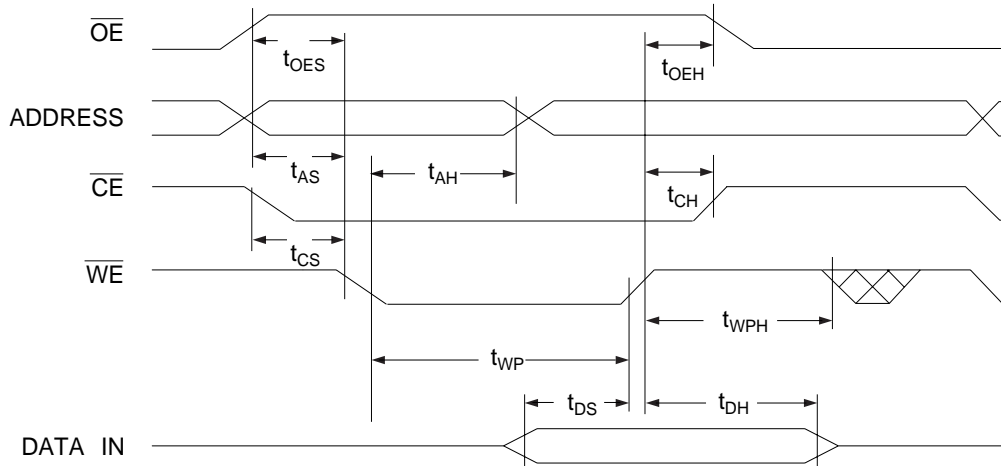 OE
tOES
tOEH
ADDRESS
tAS
tAH
CE
tCH
tCS
WE
tWPH
tWP
tDS
tDH
DATA IN